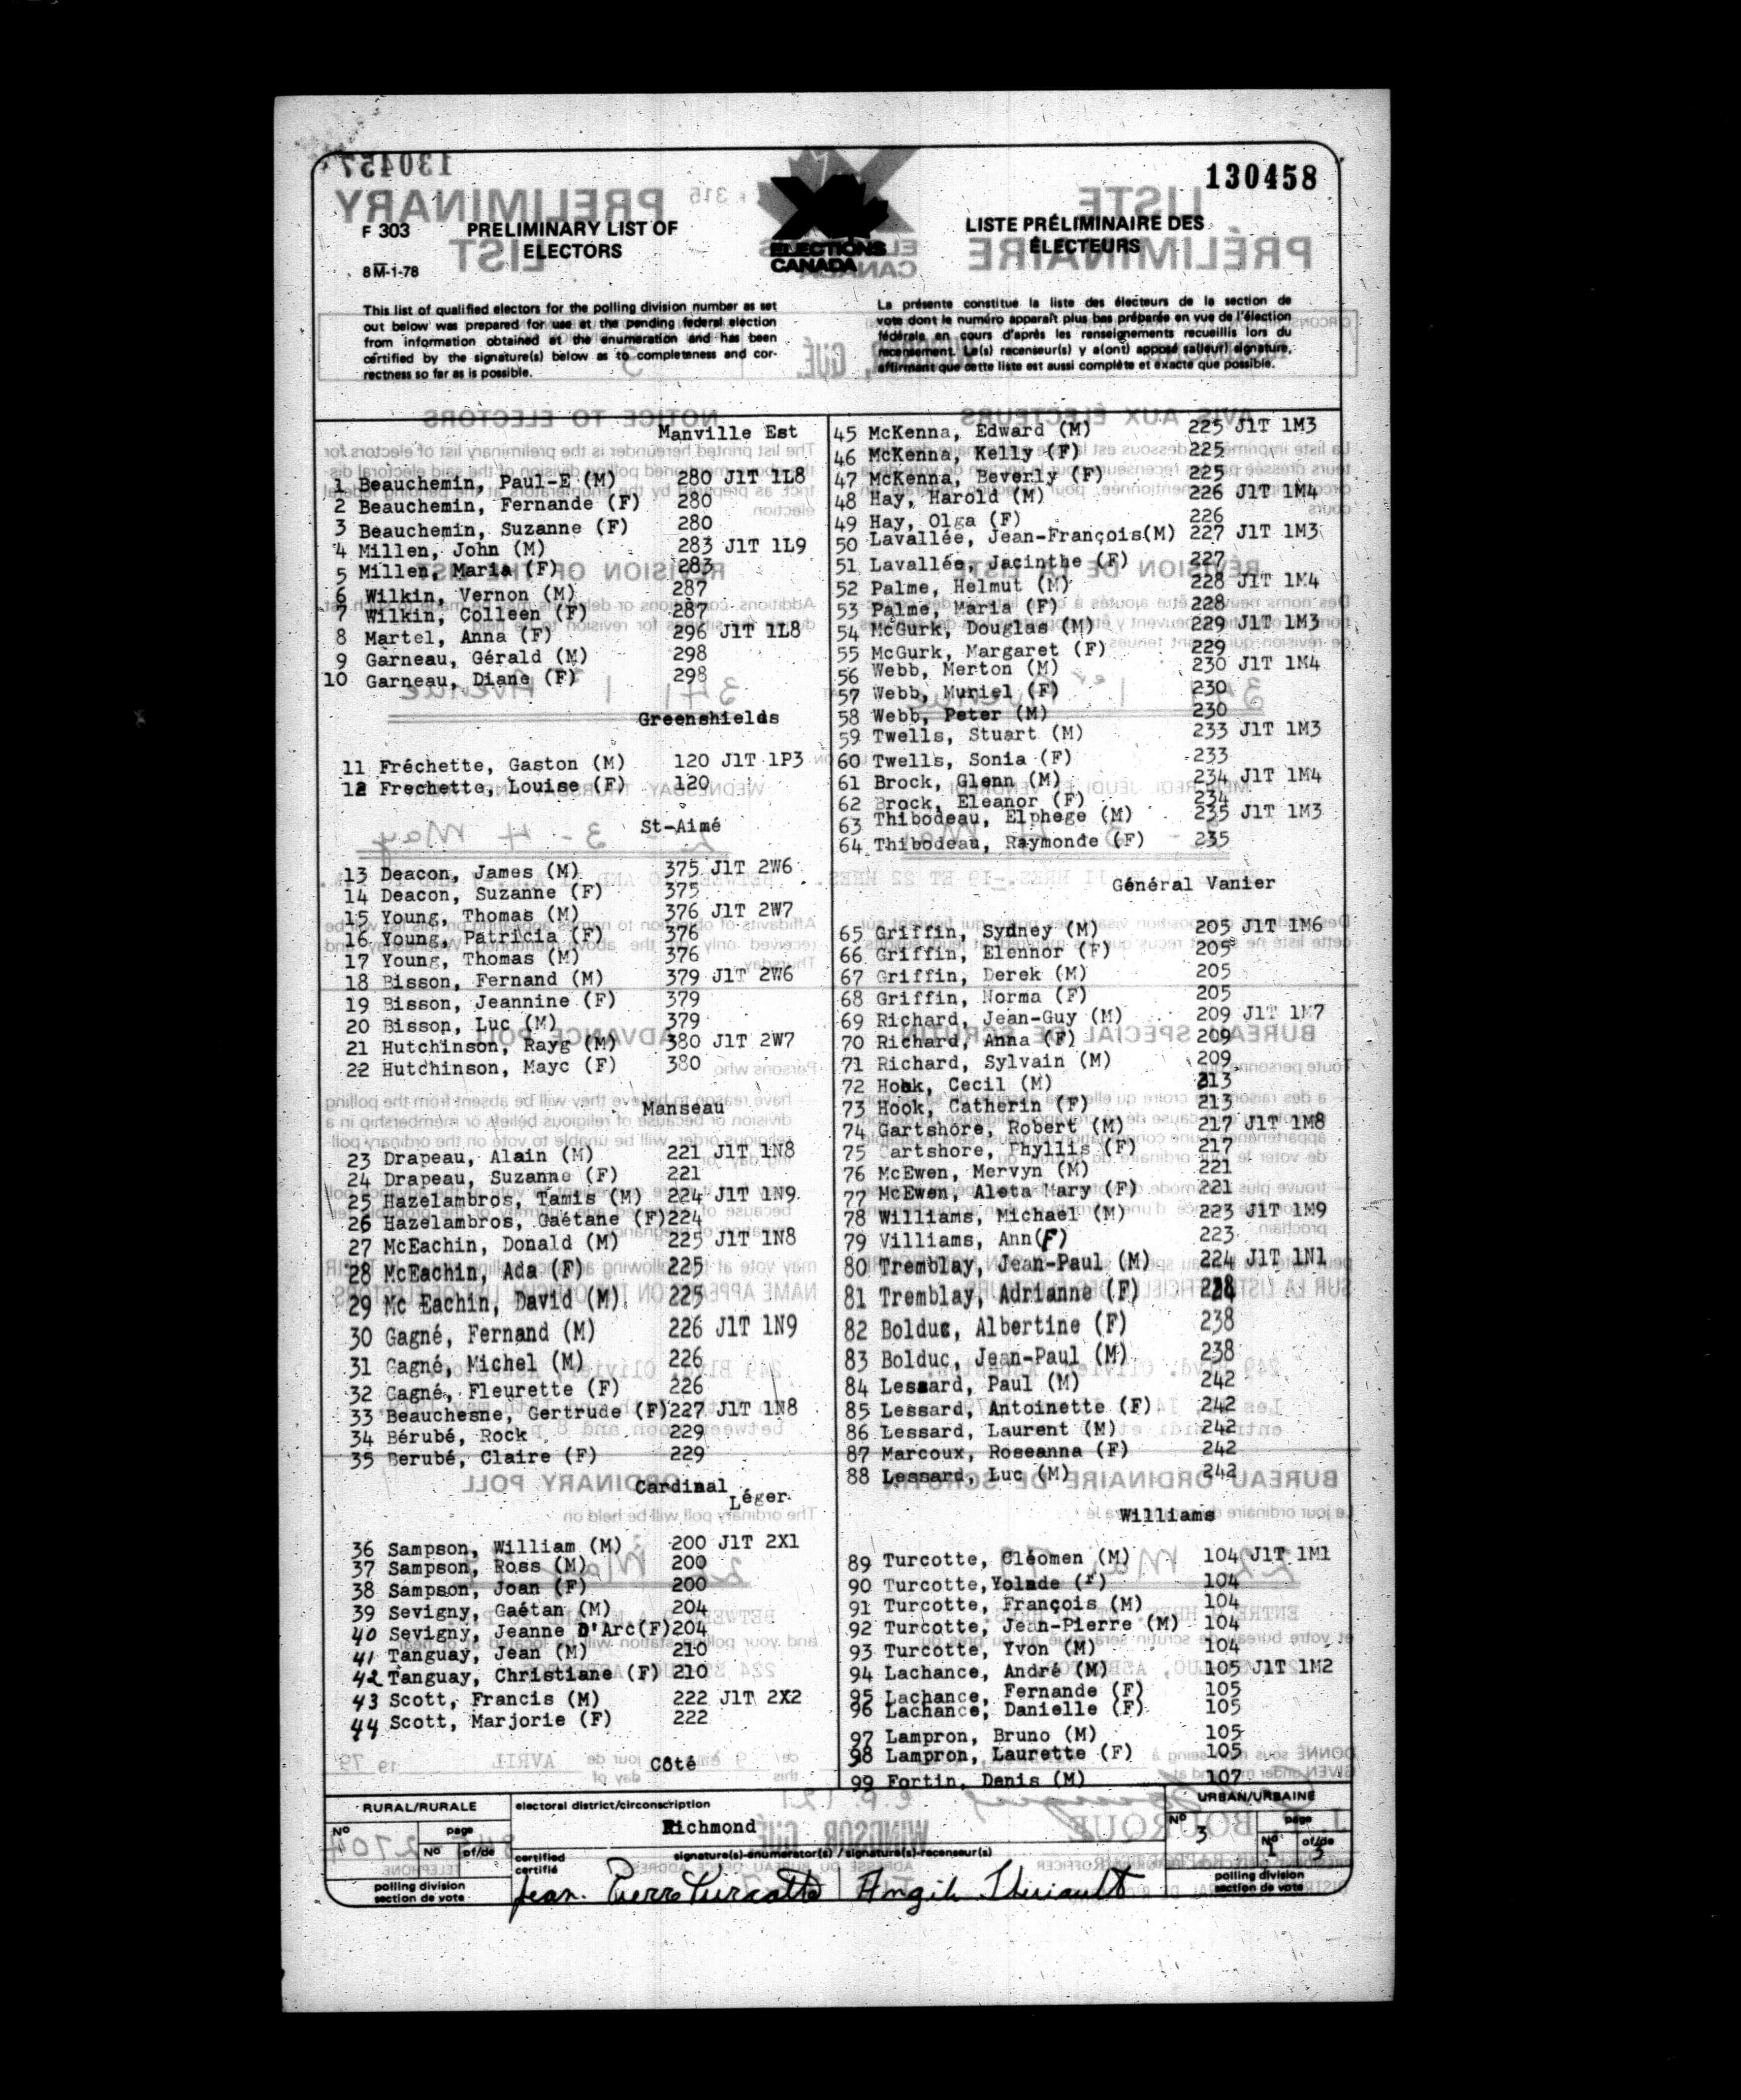 130458
F 303
PRELIMINARY LIST OF
ELECTORS
8M-1-78
ELECTIONS
CANADA
LISTE PRÉLIMINAIRE DES
ÉLECTEURS
This list of qualified electors for the polling division number as set
out below was prepared for use at the pending federal election
from information obtained at the enumeration and has been
certified by the signature(s) below as to completeness and cor-
rectness so far as is possible.
La présente constitue la liste des électeurs de la section de
vote dont le numéro apparaît plus bas préparée en vue de l'élection
fédérale en cours d'après les renseignements recueillis lors du
recensement. Le(s) recenseur(s) y a(ont) apposé sa(leur) signature,
affirmant que cette liste est aussi complète et exacte que possible.
Manville Est
1 Beauchemin, Paul-E (M) 280 J1T 1L8
2 Beauchemin, Fernande (F) 280
3 Beauchemin, Suzanne (F) 280
4 Millen, John (M) 283 J1T 1L9
5 Millen, Maria (F) 283
6 Wilkin, Vernon (M) 287
7 Wilkin, Colleen (F) 287
8 Martel, Anna (F) 296 J1T 1L8
9 Garneau, Gérald (M) 298
10 Garneau, Diane (F) 298
Greenshields
11 Fréchette, Gaston (M) 120 J1T 1P3
12 Frechette, Louise (F) 120
St-Aimé
13 Deacon, James (M) 375 J1T 2W6
14 Deacon, Suzanne (F) 375
15 Young, Thomas (M) 376 J1T 2W7
16 Young, Patricia (F) 376
17 Young, Thomas (M) 376
18 Bisson, Fernand (M) 379 J1T 2W6
19 Bisson, Jeannine (F) 379
20 Bisson, Luc (M) 379
21 Hutchinson, Rayg (M) 380 J1T 2W7
22 Hutchinson, Mayc (F) 380
Manseau
23 Drapeau, Alain (M) 221 J1T 1N8
24 Drapeau, Suzanne (F) 221
25 Hazelambros, Tamis (M) 224 J1T 1N9
26 Hazelambros, Gaétane (F)224
27 McEachin, Donald (M) 225 J1T 1N8
28 McEachin, Ada (F) 225
29 Mc Eachin, David (M) 225
30 Gagné, Fernand (M) 226 J1T 1N9
31 Gagné, Michel (M) 226
32 Gagné, Fleurette (F) 226
33 Beauchesne, Gertrude (F)227 J1T 1N8
34 Bérubé, Rock 229
35 Berubé, Claire (F) 229
Cardinal
Léger
36 Sampson, William (M) 200 J1T 2X1
37 Sampson, Ross (M) 200
38 Sampson, Joan (F) 200
39 Sevigny, Gaétan (M) 204
40 Sevigny, Jeanne D'Arc(F)204
41 Tanguay, Jean (M) 210
42 Tanguay, Christiane (F) 210
43 Scott, Francis (M) 222 J1T 2X2
44 Scott, Marjorie (F) 222
Côté
45 McKenna, Edward (M) 225 J1T 1M3
46 McKenna, Kelly (F) 225
47 McKenna, Beverly (F) 225
48 Hay, Harold (M) 226 J1T 1M4
49 Hay, Olga (F) 226
50 Lavallée, Jean-François(M) 227 J1T 1M3
51 Lavallée, Jacinthe (F) 227
52 Palme, Helmut (M) 228 J1T 1M4
53 Palme, Maria (F) 228
54 McGurk, Douglas (M) 229 J1T 1M3
55 McGurk, Margaret (F) 229
56 Webb, Merton (M) 230 J1T 1M4
57 Webb, Muriel (F) 230
58 Webb, Peter (M) 230
59 Twells, Stuart (M) 233 J1T 1M3
60 Twells, Sonia (F) 233
61 Brock, Glenn (M) 234 J1T 1M4
62 Brock, Eleanor (F) 234
63 Thibodeau, Elphege (M) 235 J1T 1M3
64 Thibodeau, Raymonde (F) 235
Général Vanier
65 Griffin, Sydney (M) 205 J1T 1M6
66 Griffin, Elennor (F) 205
67 Griffin, Derek (M) 205
68 Griffin, Norma (F) 205
69 Richard, Jean-Guy (M) 209 J1T 1M7
70 Richard, Anna (F) 209
71 Richard, Sylvain (M) 209
72 Hook, Cecil (M) 213
73 Hook, Catherin (F) 213
74 Gartshore, Robert (M) 217 J1T 1M8
75 Gartshore, Phyllis (F) 217
76 McEwen, Mervyn (M) 221
77 McEwen, Aleta Mary (F) 221
78 Williams, Michael (M) 223 J1T 1M9
79 Villiams, Ann(F) 223
80 Tremblay, Jean-Paul (M) 224 J1T 1N1
81 Tremblay, Adrianne (F)
82 Bolduc, Albertine (F) 238
83 Bolduc, Jean-Paul (M) 238
84 Lessard, Paul (M) 242
85 Lessard, Antoinette (F) 242
86 Lessard, Laurent (M) 242
87 Marcoux, Roseanna (F) 242
88 Lessard, Luc (M) 242
Williams
89 Turcotte, Cléomen (M) 104 J1T 1M1
90 Turcotte,Yolade (F) 104
91 Turcotte, François (M) 104
92 Turcotte, Jean-Pierre (M) 104
93 Turcotte, Yvon (M) 104
94 Lachance, André (M) 105 J1T 1M2
95 Lachance, Fernande (F) 105
96 Lachance, Danielle (F) 105
97 Lampron, Bruno (M) 105
98 Lampron, Laurette (F) 105
99 Fortin, Denis (M) 107
RURAL/RURALE
No
page
No of/de
polling division
section de vote
electoral district/circonscription
Richmond
certified
certifié
signature(s)-enumerator(s) / signature(s)-recenseur(s)
Jean Pierre Turcotte Angèle Thériault
URBAN/URBAINE
No 3
page
No 1 of/de 3
polling division
section de vote